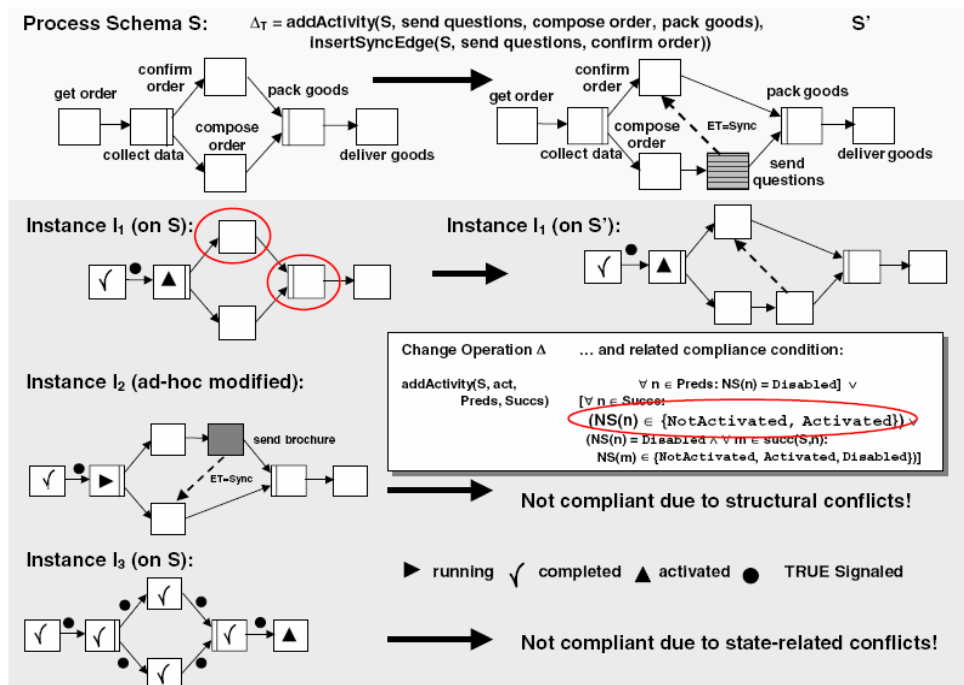 Process Schema S:
ΔT = addActivity(S, send questions, compose order, pack goods),
insertSyncEdge(S, send questions, confirm order))
S’
confirm
order
get order
pack goods
compose
order
collect data
deliver goods
confirm
order
get order
pack goods
compose
order
ET=Sync
collect data
deliver goods
send
questions
Instance I1 (on S):
Instance I1 (on S’):
Change Operation Δ … and related compliance condition:
addActivity(S, act, ∀ n ∈ Preds: NS(n) = Disabled] ∨
Preds, Succs) [∀ n ∈ Succs:
(NS(n) ∈ {NotActivated, Activated}) ∨
(NS(n) = Disabled ∧ ∀ m ∈ succ(S,n):
NS(m) ∈ {NotActivated, Activated, Disabled})]
Instance I2 (ad-hoc modified):
send brochure
ET=Sync
Not compliant due to structural conflicts!
Instance I3 (on S):
running completed activated TRUE Signaled
Not compliant due to state-related conflicts!